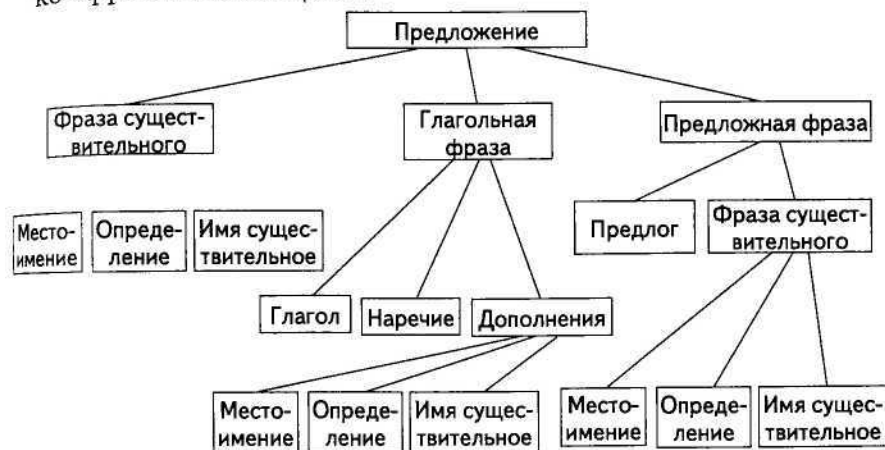 Предложение
Фраза сущест-
вительного
Глагольная
фраза
Предложная фраза
Место-
имение
Опреде-
ление
Имя сущес-
твительное
Предлог
Фраза сущест-
вительного
Глагол
Наречие
Дополнения
Место-
имение
Опреде-
ление
Имя сущес-
твительное
Место-
имение
Опреде-
ление
Имя сущес-
твительное